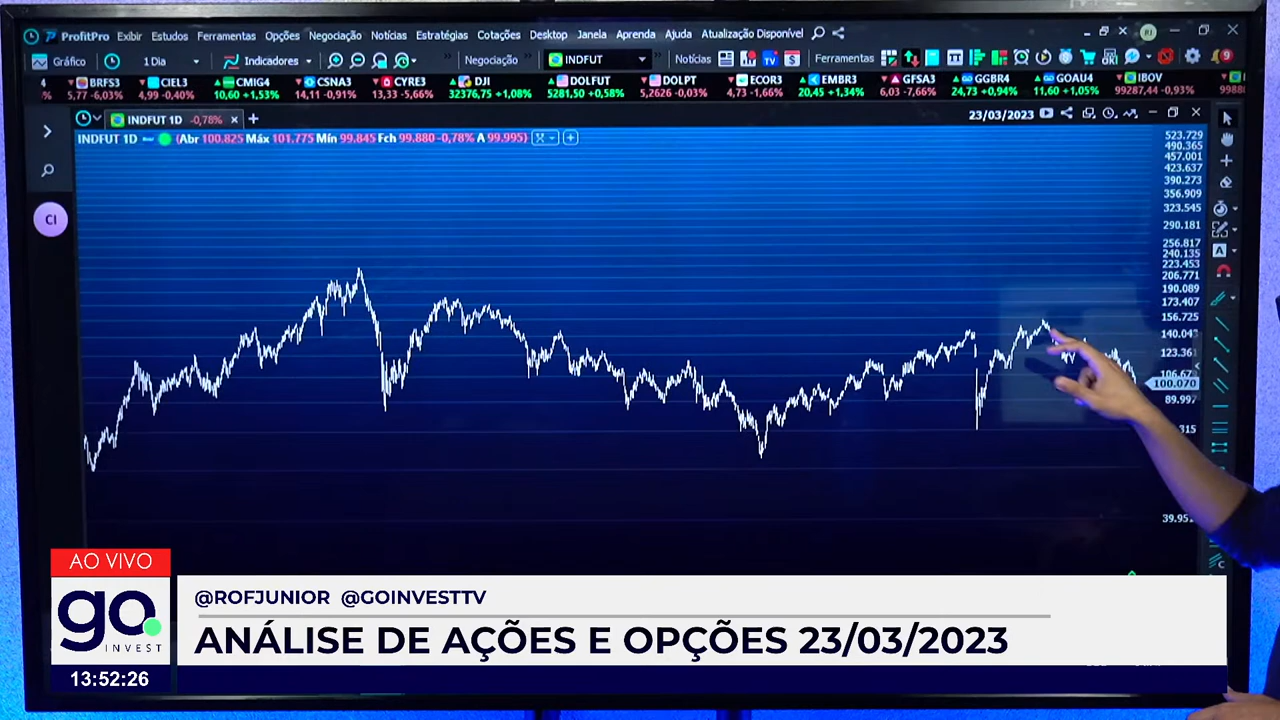 ProfitPro Exibir Estudos Ferramentas Opções Negociação Notícias Estratégias Cotações Desktop Janela Aprenda Ajuda Atualização Disponível
Gráfico 1 Dia Indicadores Negociação INDFUT Notícias Ferramentas 9
4 BRFS3 CIEL3 CMIG4 CSNA3 CYRE3 DJI DOLFUT DOLPT ECOR3 EMBR3 GFSA3 GGBR4 GOAU4 IBOV
% 5,77 -6,03% 4,99 -0,40% 10,60 +1,53% 14,11 -0,91% 13,33 -5,66% 32376,75 +1,08% 5281,50 +0,58% 5,2626 -0,03% 4,73 -1,66% 20,45 +1,34% 6,03 -7,66% 24,73 +0,94% 11,60 +1,05% 99287,44 -0,93%
INDFUT 1D -0,78% 23/03/2023
INDFUT 1D (Abr 100.825 Máx 101.775 Mín 99.845 Fch 99.880 -0,78% A 99.995)
523.729
490.365
457.001
423.637
390.273
356.909
323.545
290.181
256.817
240.135
223.453
206.771
190.089
173.407
156.725
140.043
123.361
106.67
100.070
89.997
315
39.951
CI
AO VIVO
go.
INVEST
13:52:26
@ROFJUNIOR @GOINVESTTV
ANÁLISE DE AÇÕES E OPÇÕES 23/03/2023